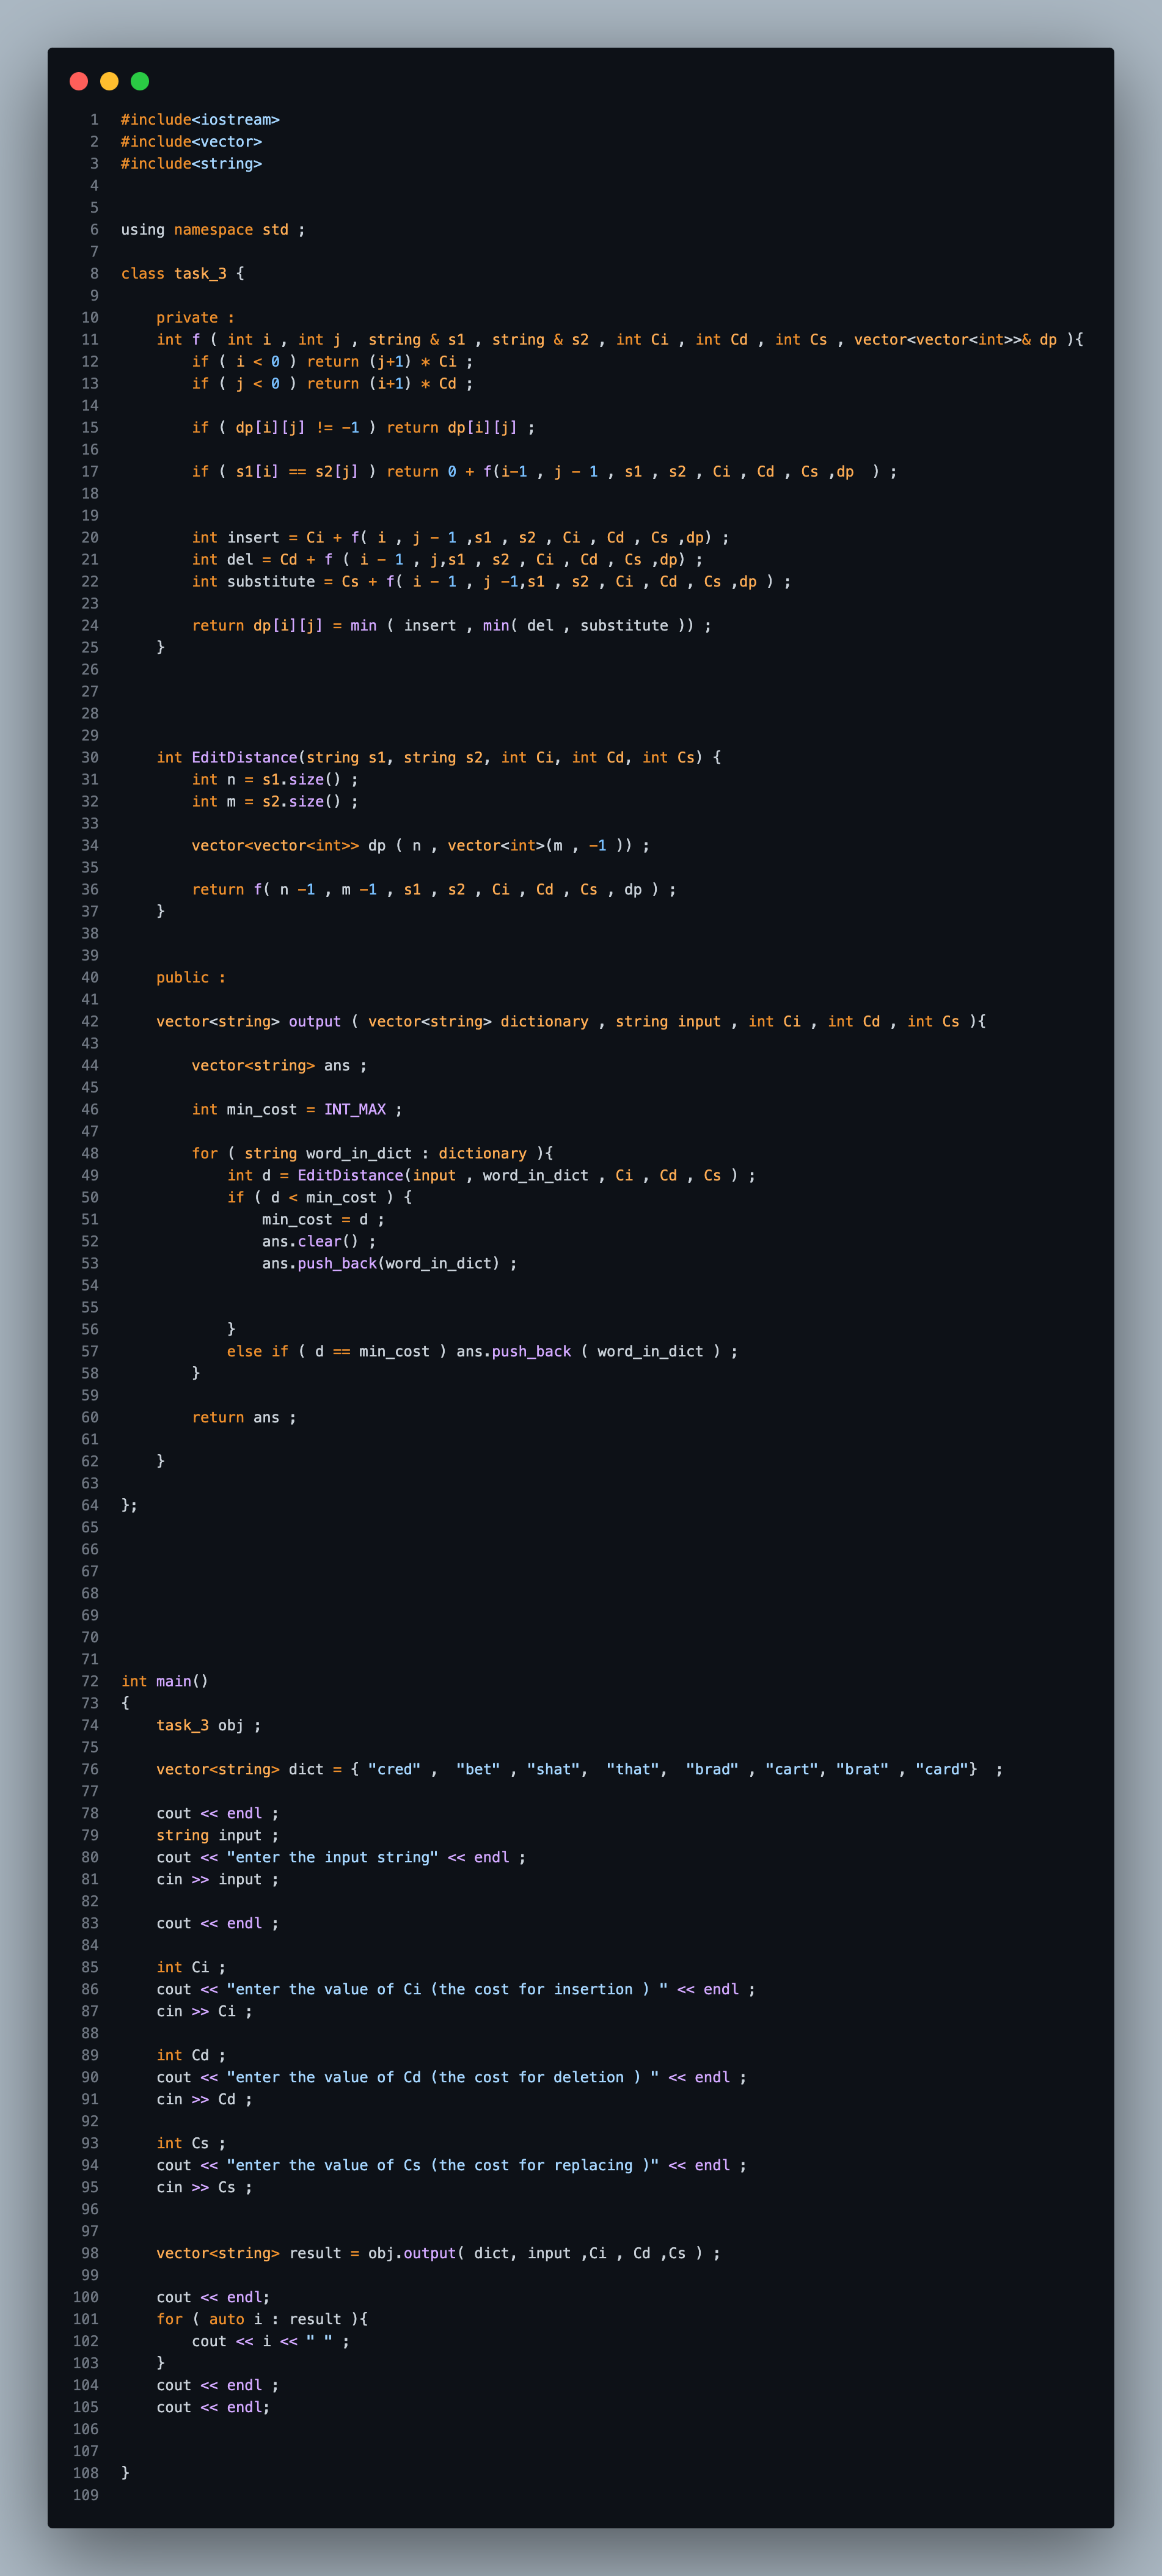 1 #include<iostream>
2 #include<vector>
3 #include<string>
4
5
6 using namespace std ;
7
8 class task_3 {
9
10     private :
11     int f ( int i , int j , string & s1 , string & s2 , int Ci , int Cd , int Cs , vector<vector<int>>& dp ){
12         if ( i < 0 ) return (j+1) * Ci ;
13         if ( j < 0 ) return (i+1) * Cd ;
14
15         if ( dp[i][j] != -1 ) return dp[i][j] ;
16
17         if ( s1[i] == s2[j] ) return 0 + f(i-1 , j - 1 , s1 , s2 , Ci , Cd , Cs ,dp  ) ;
18
19
20         int insert = Ci + f( i , j - 1 ,s1 , s2 , Ci , Cd , Cs ,dp) ;
21         int del = Cd + f ( i - 1 , j,s1 , s2 , Ci , Cd , Cs ,dp) ;
22         int substitute = Cs + f( i - 1 , j -1,s1 , s2 , Ci , Cd , Cs ,dp ) ;
23
24         return dp[i][j] = min ( insert , min( del , substitute )) ;
25     }
26
27
28
29
30     int EditDistance(string s1, string s2, int Ci, int Cd, int Cs) {
31         int n = s1.size() ;
32         int m = s2.size() ;
33
34         vector<vector<int>> dp ( n , vector<int>(m , -1 )) ;
35
36         return f( n -1 , m -1 , s1 , s2 , Ci , Cd , Cs , dp ) ;
37     }
38
39
40     public :
41
42     vector<string> output ( vector<string> dictionary , string input , int Ci , int Cd , int Cs ){
43
44         vector<string> ans ;
45
46         int min_cost = INT_MAX ;
47
48         for ( string word_in_dict : dictionary ){
49             int d = EditDistance(input , word_in_dict , Ci , Cd , Cs ) ;
50             if ( d < min_cost ) {
51                 min_cost = d ;
52                 ans.clear() ;
53                 ans.push_back(word_in_dict) ;
54
55
56             }
57             else if ( d == min_cost ) ans.push_back ( word_in_dict ) ;
58         }
59
60         return ans ;
61
62     }
63
64 };
65
66
67
68
69
70
71
72 int main()
73 {
74     task_3 obj ;
75
76     vector<string> dict = { "cred" ,  "bet" , "shat",  "that",  "brad" , "cart", "brat" , "card"}  ;
77
78     cout << endl ;
79     string input ;
80     cout << "enter the input string" << endl ;
81     cin >> input ;
82
83     cout << endl ;
84
85     int Ci ;
86     cout << "enter the value of Ci (the cost for insertion ) " << endl ;
87     cin >> Ci ;
88
89     int Cd ;
90     cout << "enter the value of Cd (the cost for deletion ) " << endl ;
91     cin >> Cd ;
92
93     int Cs ;
94     cout << "enter the value of Cs (the cost for replacing )" << endl ;
95     cin >> Cs ;
96
97
98     vector<string> result = obj.output( dict, input ,Ci , Cd ,Cs ) ;
99
100     cout << endl;
101     for ( auto i : result ){
102         cout << i << " " ;
103     }
104     cout << endl ;
105     cout << endl;
106
107
108 }
109